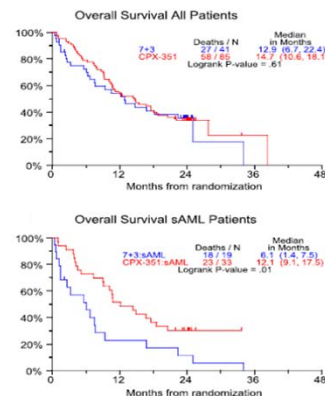 Overall Survival All Patients
Deaths / N Median in Months
7+3 27 / 41 12.9 (6.7, 22.4)
CPX-351 58 / 85 14.7 (10.6, 18.1)
Logrank P-value = .61
100%
80%
60%
40%
20%
0%
0 12 24 36 48
Months from randomization
Overall Survival sAML Patients
Deaths / N Median in Months
7+3:sAML 18 / 19 6.1 (1.4, 7.5)
CPX-351:sAML 23 / 33 12.1 (9.1, 17.5)
Logrank P-value = .01
100%
80%
60%
40%
20%
0%
0 12 24 36 48
Months from randomization